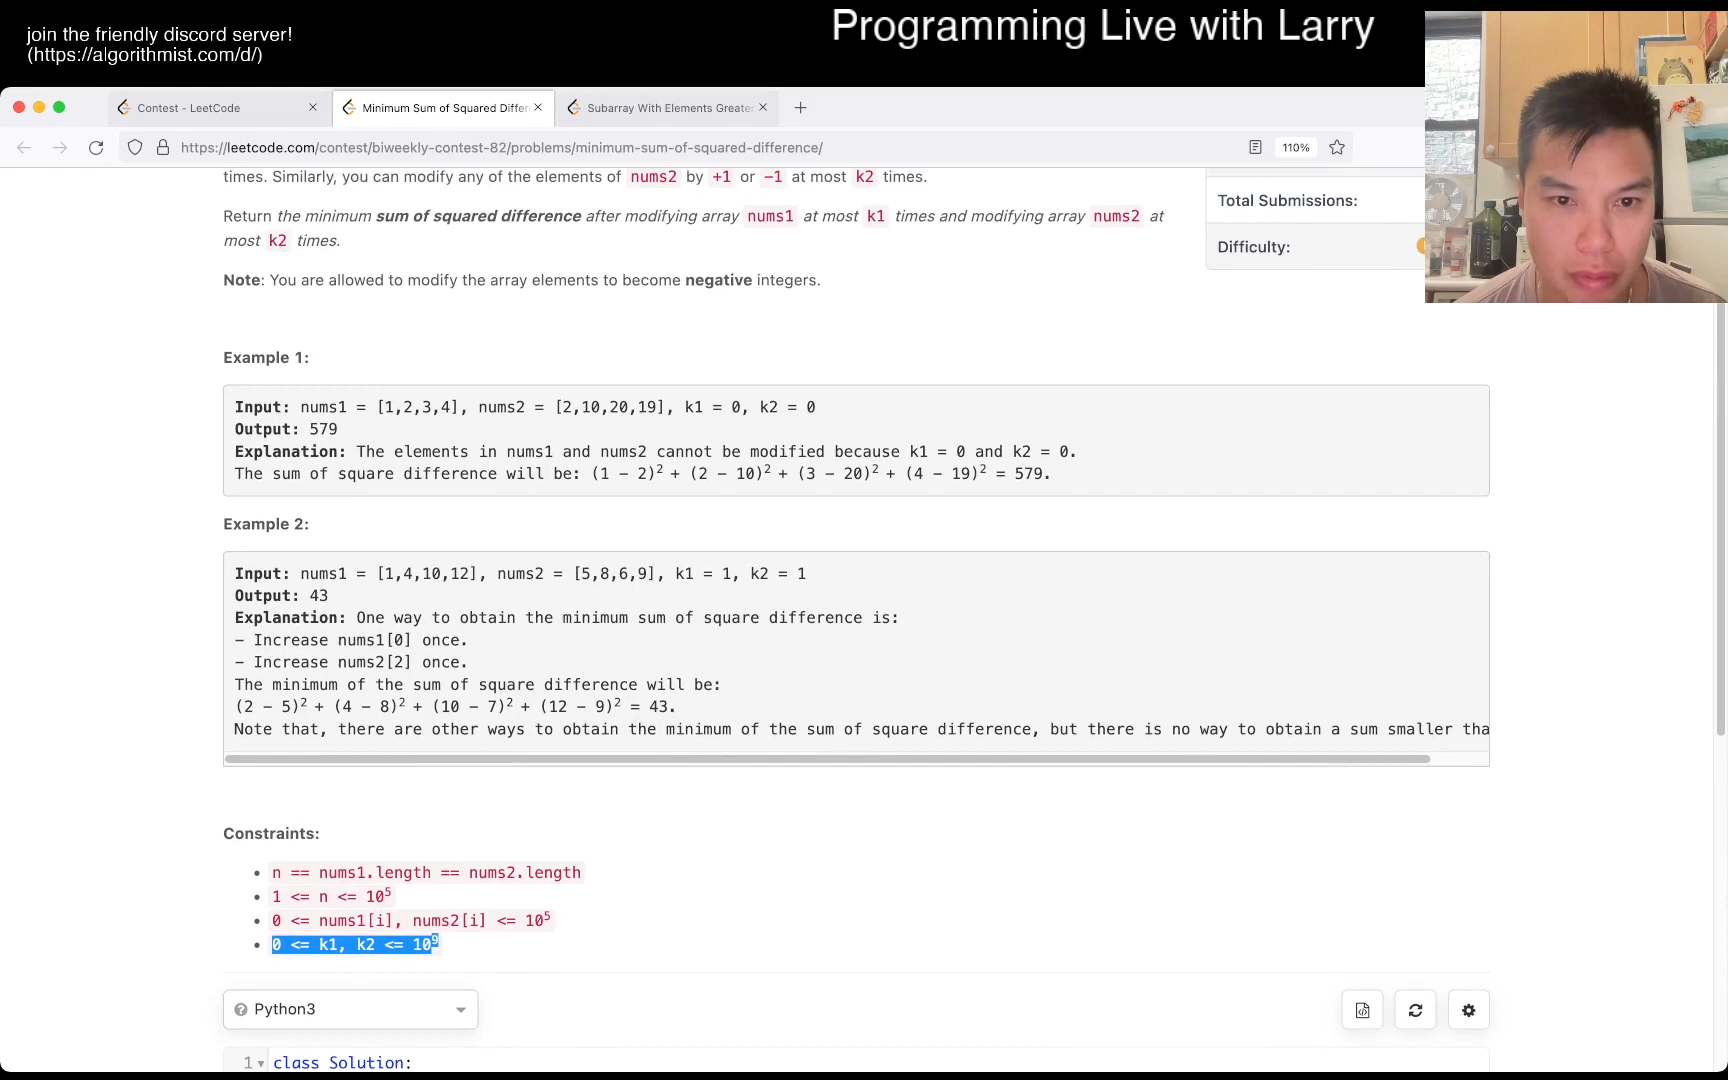 join the friendly discord server!
(https://algorithmist.com/d/)
Programming Live with Larry
Contest - LeetCode
Minimum Sum of Squared Differ
Subarray With Elements Greater
https://leetcode.com/contest/biweekly-contest-82/problems/minimum-sum-of-squared-difference/
110%
times. Similarly, you can modify any of the elements of nums2 by +1 or -1 at most k2 times.
Return the minimum sum of squared difference after modifying array nums1 at most k1 times and modifying array nums2 at
most k2 times.
Note: You are allowed to modify the array elements to become negative integers.
Total Submissions:
Difficulty:
Example 1:
Input: nums1 = [1,2,3,4], nums2 = [2,10,20,19], k1 = 0, k2 = 0
Output: 579
Explanation: The elements in nums1 and nums2 cannot be modified because k1 = 0 and k2 = 0.
The sum of square difference will be: (1 - 2)² + (2 - 10)² + (3 - 20)² + (4 - 19)² = 579.
Example 2:
Input: nums1 = [1,4,10,12], nums2 = [5,8,6,9], k1 = 1, k2 = 1
Output: 43
Explanation: One way to obtain the minimum sum of square difference is:
- Increase nums1[0] once.
- Increase nums2[2] once.
The minimum of the sum of square difference will be:
(2 - 5)² + (4 - 8)² + (10 - 7)² + (12 - 9)² = 43.
Note that, there are other ways to obtain the minimum of the sum of square difference, but there is no way to obtain a sum smaller tha
Constraints:
• n == nums1.length == nums2.length
• 1 <= n <= 10⁵
• 0 <= nums1[i], nums2[i] <= 10⁵
• 0 <= k1, k2 <= 10⁹
Python3
1 class Solution: